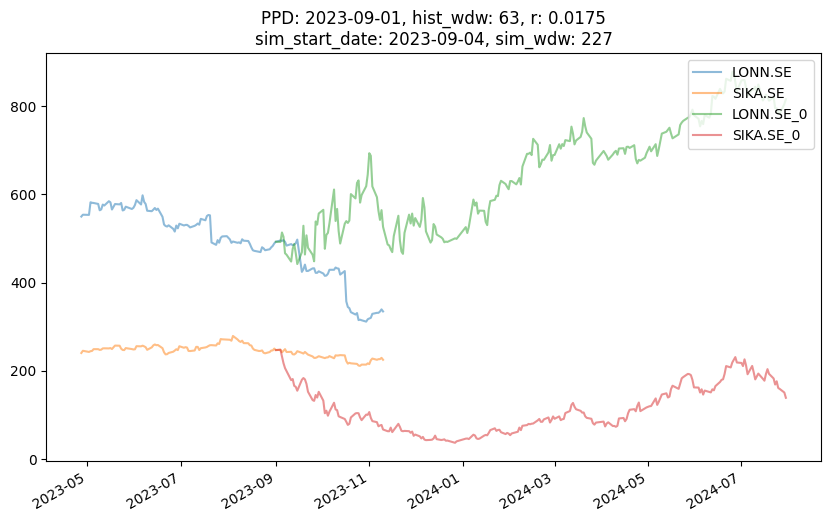 PPD: 2023-09-01, hist_wdw: 63, r: 0.0175
sim_start_date: 2023-09-04, sim_wdw: 227
LONN.SE
SIKA.SE
LONN.SE_0
SIKA.SE_0
800
600
400
200
0
2023-05
2023-07
2023-09
2023-11
2024-01
2024-03
2024-05
2024-07